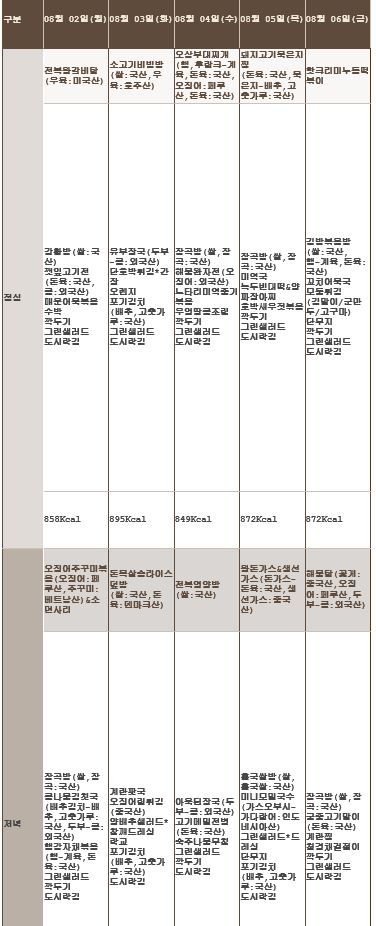 구분
08월 02일(월)
08월 03일(화)
08월 04일(수)
08월 05일(목)
08월 06일(금)
점심
전복왕갈비탕
(우육:미국산)
소고기비빔밥
(쌀:국산,우
육:호주산)
오산부대찌개
(햄,후랑크-계
육,돈육:국산,
오징어:페루
산,돈육:국산)
돼지고기묵은지
찜
(돈육:국산,묵
은지-배추,고
춧가루:국산)
핫크리미누들떡
볶이
강황밥(쌀:국
산)
깻잎고기전
(돈육:국산,
콩:외국산)
매운어묵볶음
수박
깍두기
그린샐러드
도시락김
유부장국(두부
-콩:외국산)
단호박튀김*간
장
오렌지
포기김치
(배추,고춧가
루:국산)
그린샐러드
도시락김
잡곡밥(쌀,잡
곡:국산)
해물완자전(오
징어:외국산)
느타리미역줄기
볶음
우엉땅콩조림
깍두기
그린샐러드
도시락김
잡곡밥(쌀,잡
곡:국산)
미역국
녹두빈대떡&양
파장아찌
호박새우젓볶음
깍두기
그린샐러드
도시락김
김밥볶음밥
(쌀:국산,
햄-계육,돈육:
국산)
꼬치어묵국
모둠튀김
(김말이/군만
두/고구마)
단무지
깍두기
그린샐러드
도시락김
858Kcal
895Kcal
849Kcal
872Kcal
872Kcal
저녁
오징어주꾸미볶
음(오징어:페
루산,주꾸미:
베트남산)&소
면사리
돈목살슬라이스
덮밥
(쌀:국산,돈
육:덴마크산)
전복영양밥
(쌀:국산)
왕돈가스&생선
가스(돈가스-
돈육:국산,생
선가스:중국
산)
해물탕(꽃게:
중국산,오징
어:페루산,두
부-콩:외국산)
잡곡밥(쌀,잡
곡:국산)
콩나물김칫국
(배추김치-배
추,고춧가루:
국산,두부-콩:
외국산)
햄감자채볶음
(햄-계육,돈
육:국산)
그린샐러드
깍두기
도시락김
계란팟국
오징어링튀김
(중국산)
양배추샐러드*
참깨드레싱
락교
포기김치
(배추,고춧가
루:국산)
도시락김
아욱된장국(두
부-콩:외국산)
고기메밀전병
(돈육:국산)
숙주나물무침
그린샐러드
깍두기
도시락김
흑국쌀밥(쌀,
흑국쌀:국산)
미니모밀국수
(가스오부시-
가다랑어:인도
네시아산)
그린샐러드*드
레싱
단무지
포기김치
(배추,고춧가
루:국산)
도시락김
잡곡밥(쌀,잡
곡:국산)
궁중고기말이
(돈육:국산)
계란찜
청경채겉절이
깍두기
그린샐러드
도시락김